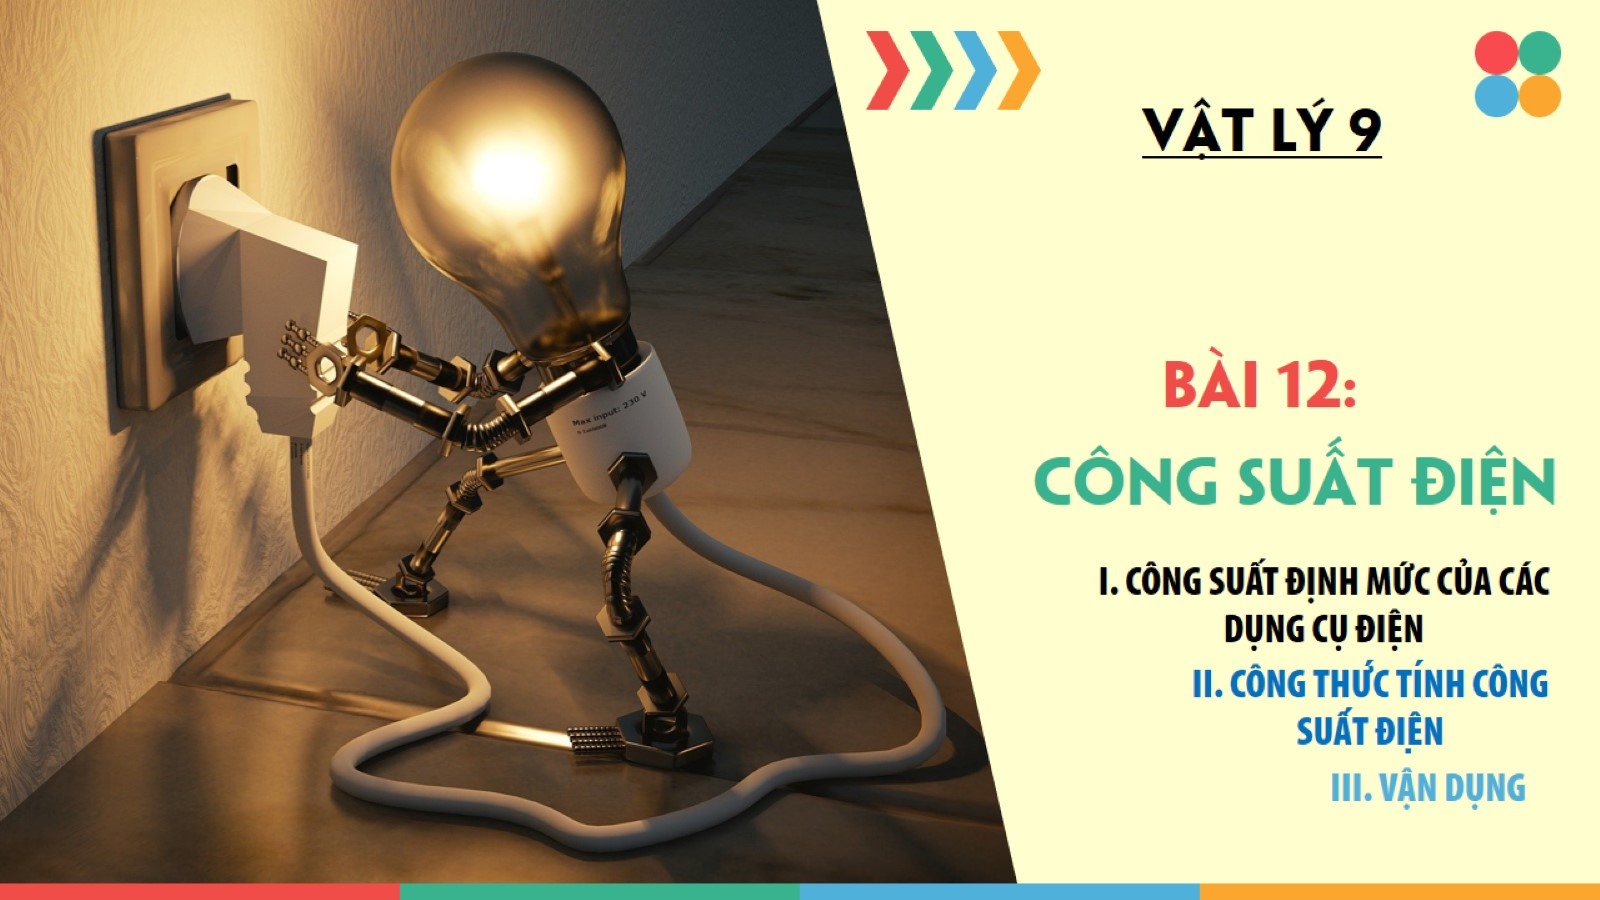 VẬT LÝ 9
BÀI 12:
CÔNG SUẤT ĐIỆN
I. CÔNG SUẤT ĐỊNH MỨC CỦA CÁC
DỤNG CỤ ĐIỆN
II. CÔNG THỨC TÍNH CÔNG
SUẤT ĐIỆN
III. VẬN DỤNG
Max input: 230 V